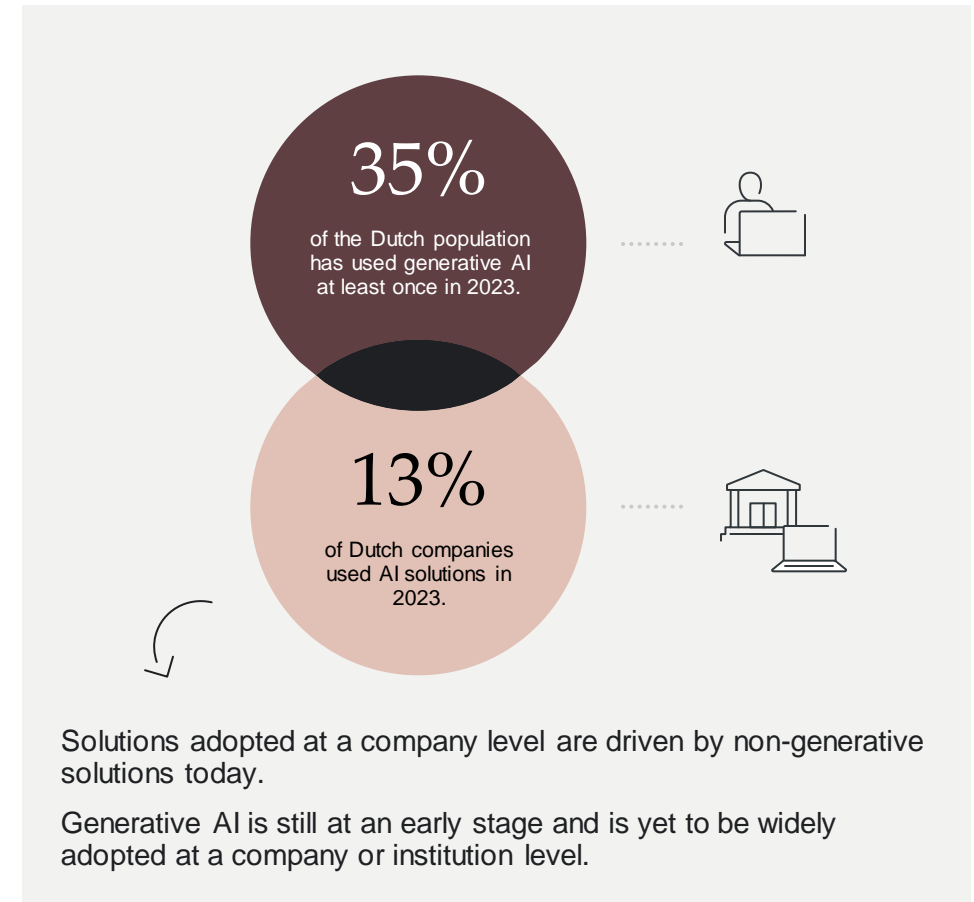 35%
of the Dutch population
has used generative AI
at least once in 2023.
13%
of Dutch companies
used AI solutions in
2023.
Solutions adopted at a company level are driven by non-generative
solutions today.
Generative AI is still at an early stage and is yet to be widely
adopted at a company or institution level.